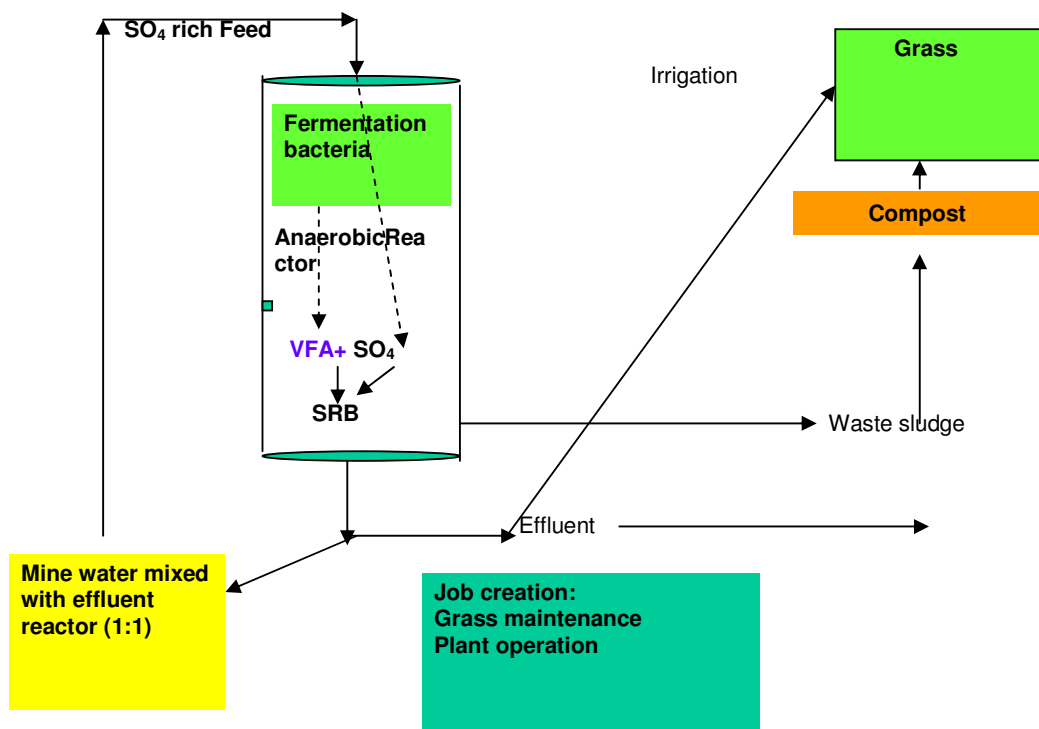 SO₄ rich Feed
Grass
Irrigation
Fermentation
bacteria
Compost
AnaerobicRea
ctor
VFA+ SO₄
SRB
Waste sludge
Effluent
Mine water mixed
with effluent
reactor (1:1)
Job creation:
Grass maintenance
Plant operation